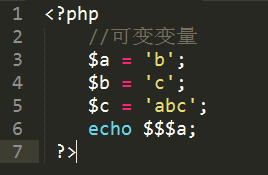 1 <?php
2 //可变变量
3 $a = 'b';
4 $b = 'c';
5 $c = 'abc';
6 echo $$$a;
7 ?>